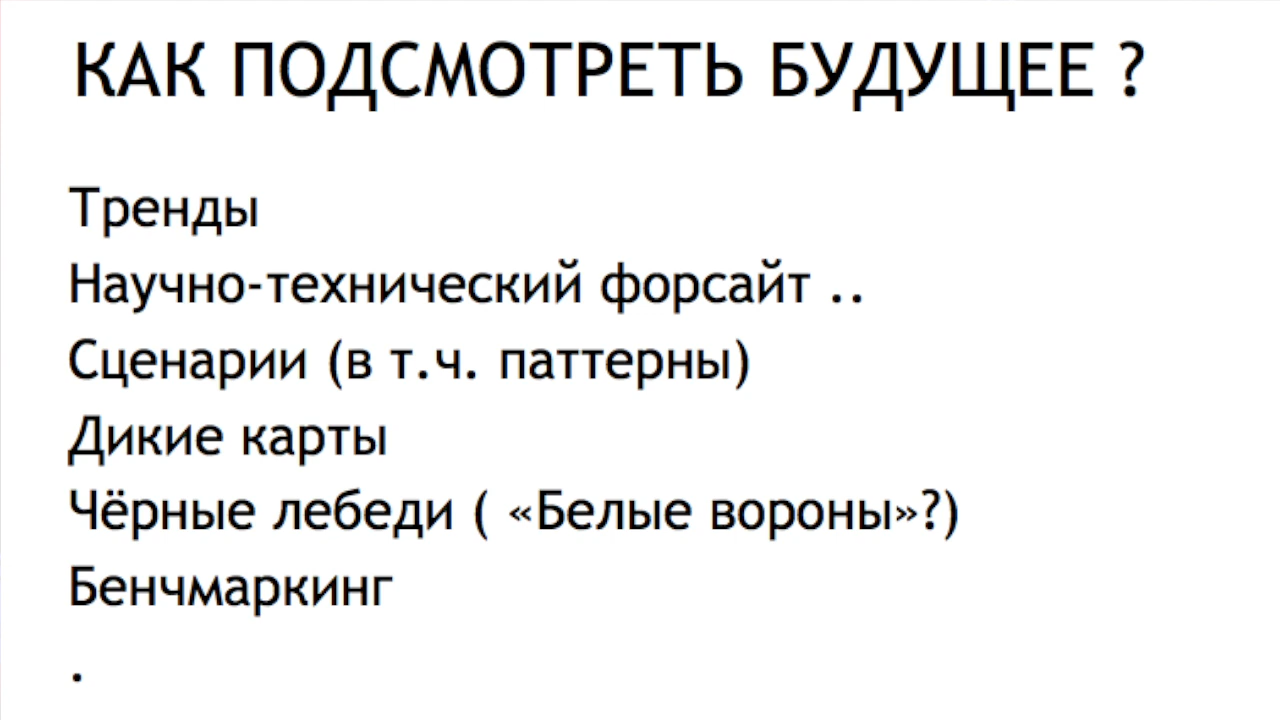 КАК ПОДСМОТРЕТЬ БУДУЩЕЕ ?
Тренды
Научно-технический форсайт ..
Сценарии (в т.ч. паттерны)
Дикие карты
Чёрные лебеди ( «Белые вороны»?)
Бенчмаркинг
.